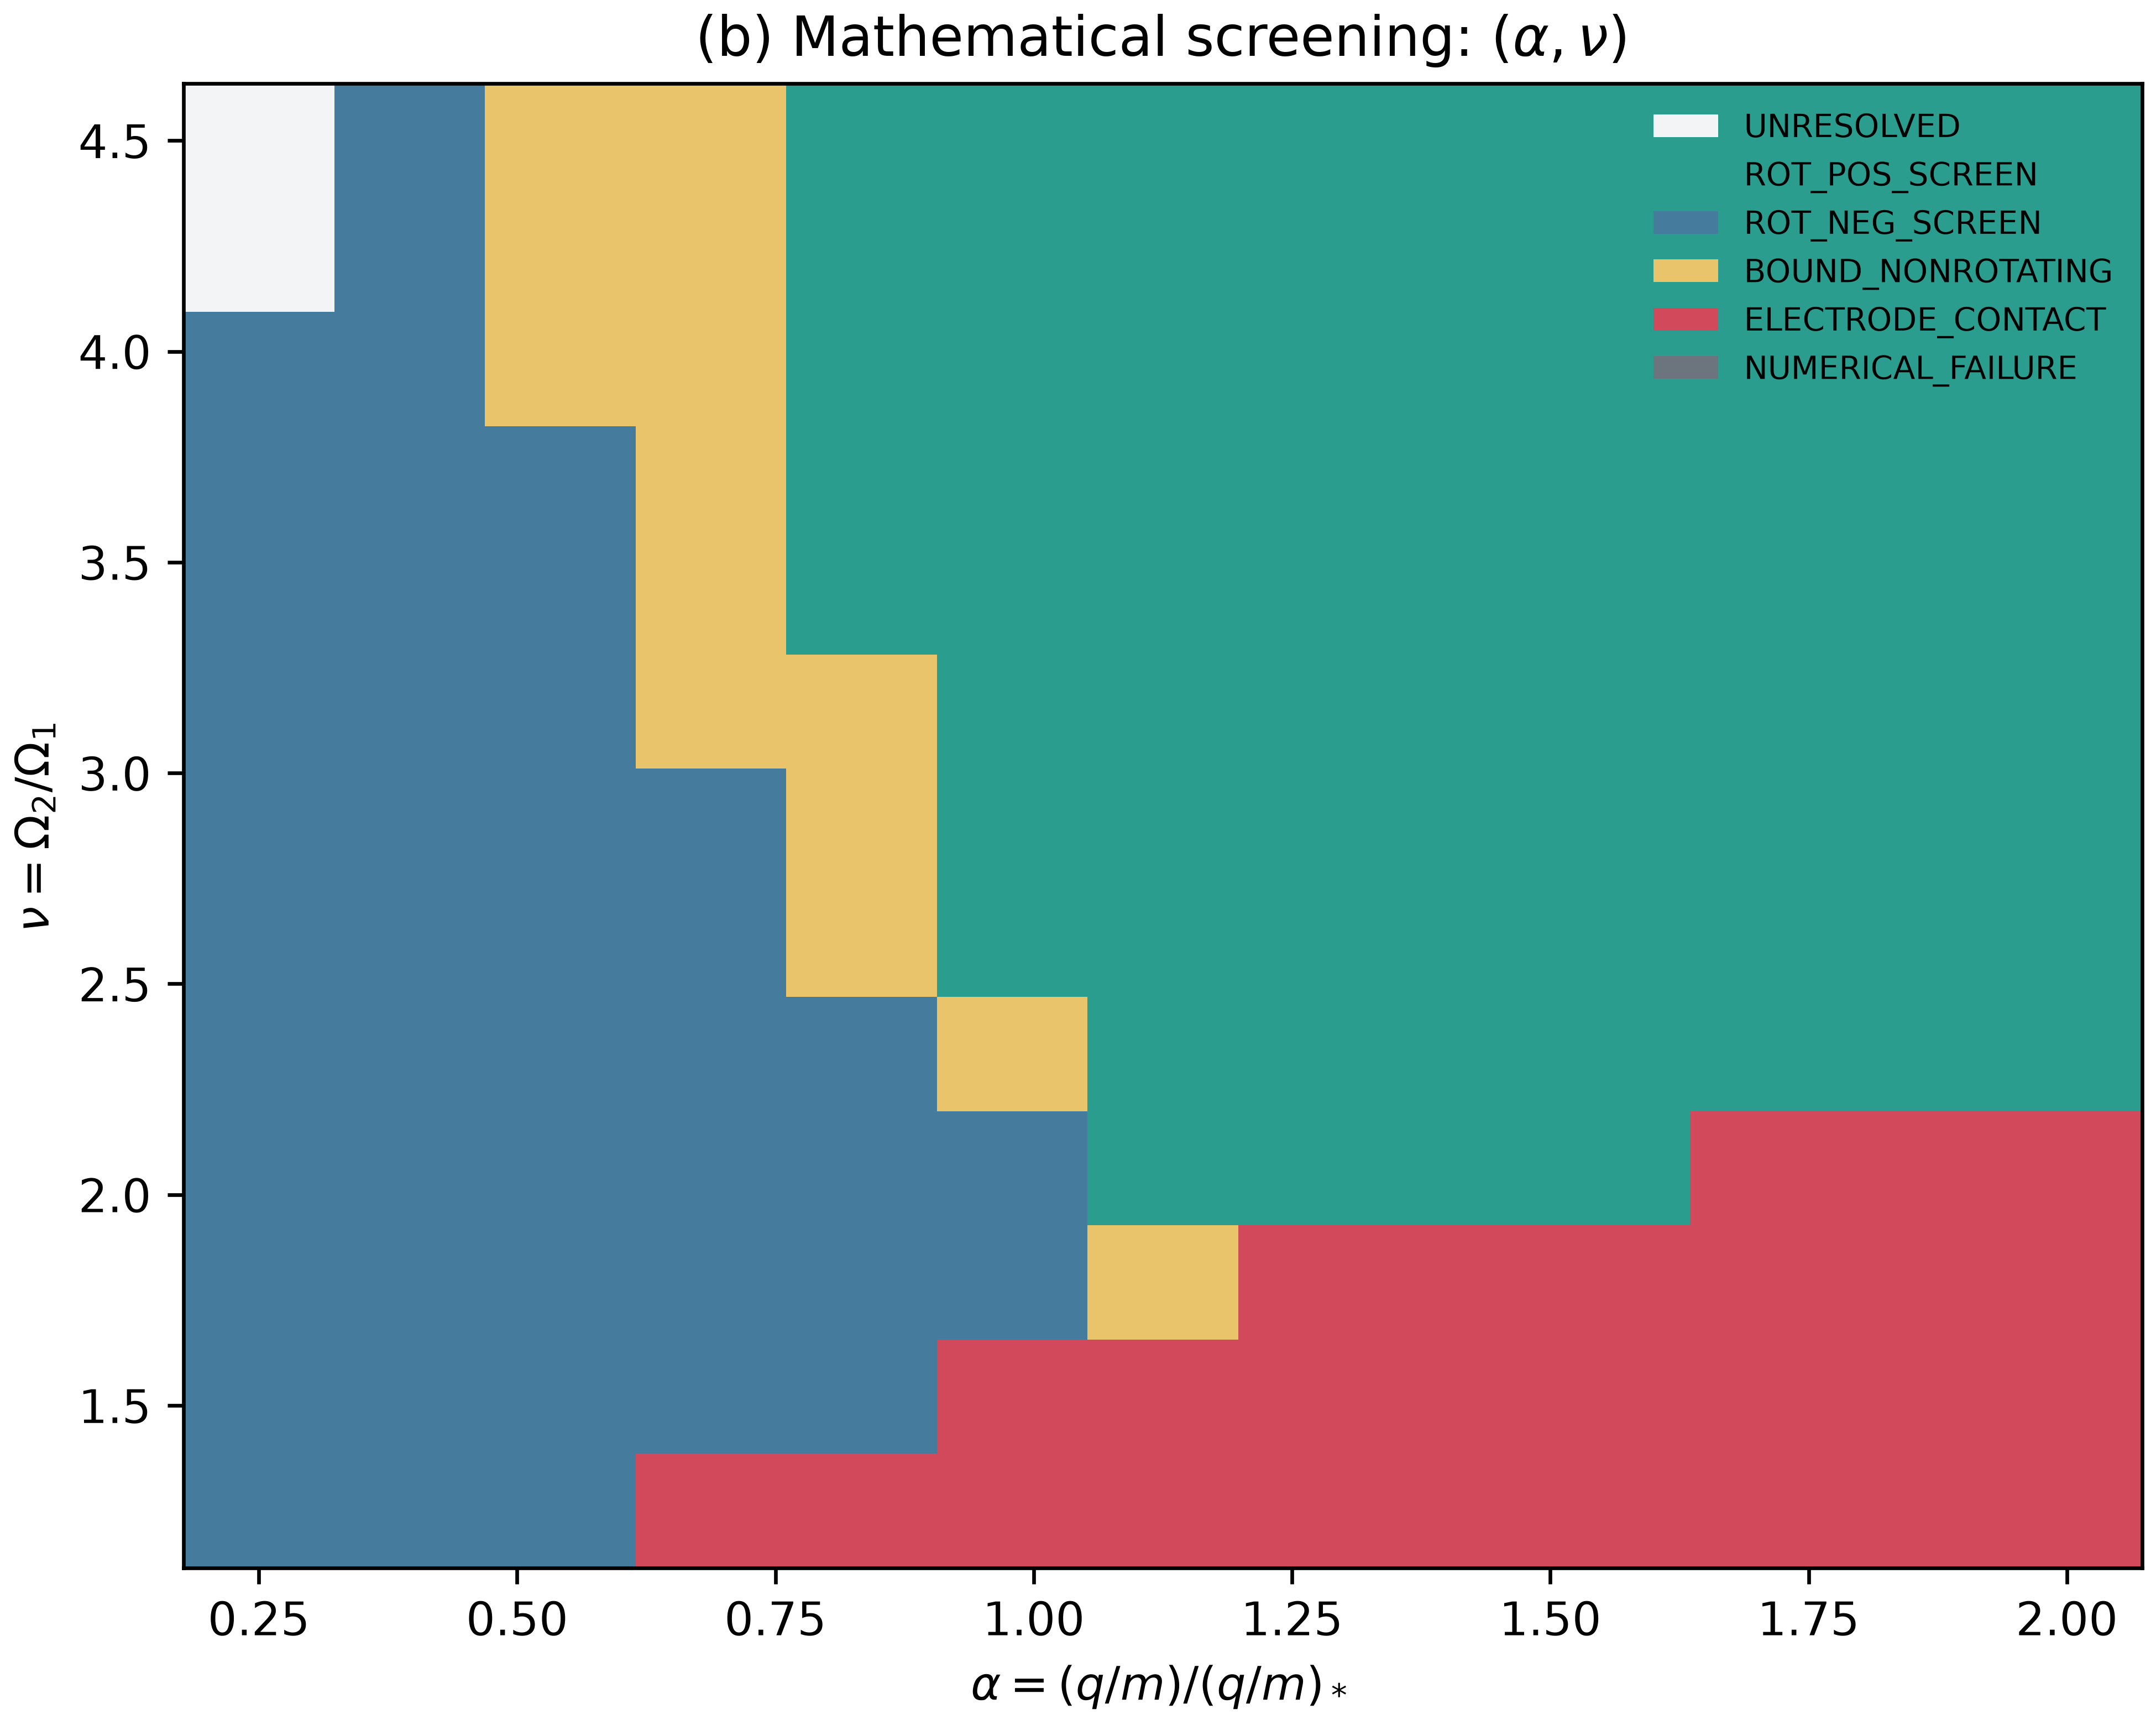 (b) Mathematical screening: (α, ν)
UNRESOLVED
ROT_POS_SCREEN
ROT_NEG_SCREEN
BOUND_NONROTATING
ELECTRODE_CONTACT
NUMERICAL_FAILURE
4.5
4.0
3.5
3.0
2.5
2.0
1.5
ν = Ω₂/Ω₁
0.25 0.50 0.75 1.00 1.25 1.50 1.75 2.00
α = (q/m)/(q/m)*